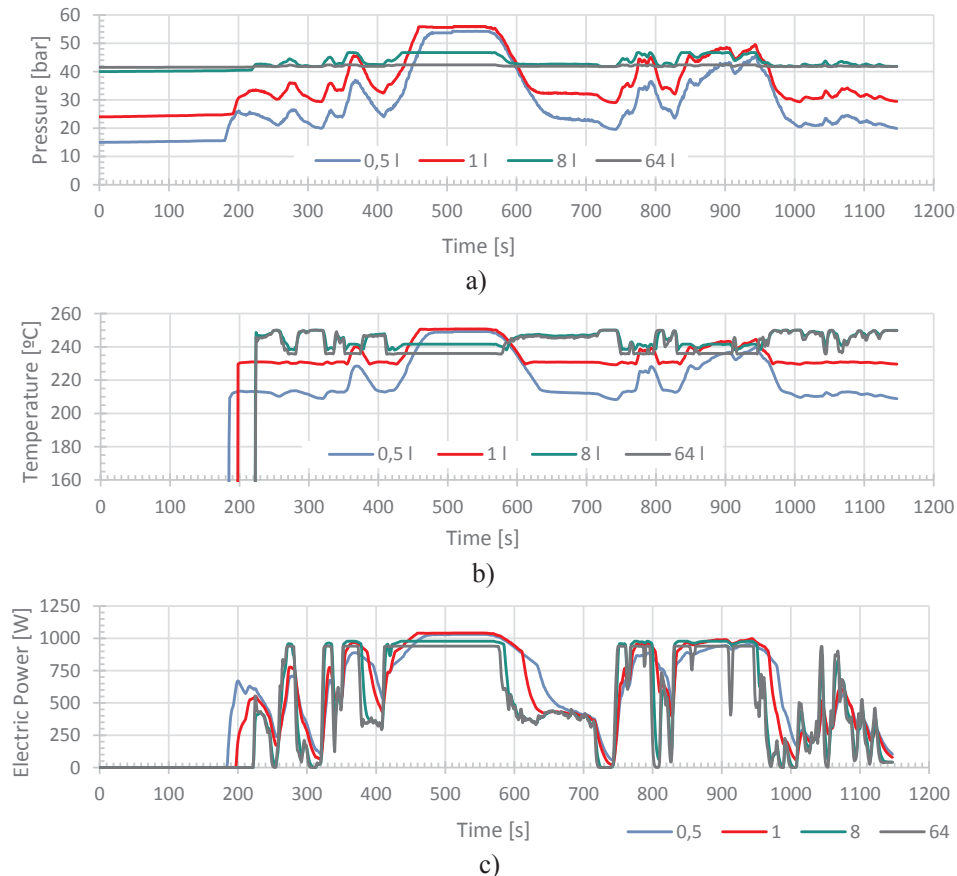 60
50
40
30
20
10
0
Pressure [bar]
0,5 l 1 l 8 l 64 l
0 100 200 300 400 500 600 700 800 900 1000 1100 1200
Time [s]
a)
260
240
220
200
180
160
Temperature [ºC]
0,5 l 1 l 8 l 64 l
0 100 200 300 400 500 600 700 800 900 1000 1100 1200
Time [s]
b)
1250
1000
750
500
250
0
Electric Power [W]
0 100 200 300 400 500 600 700 800 900 1000 1100 1200
Time [s]
0,5 1 8 64
c)